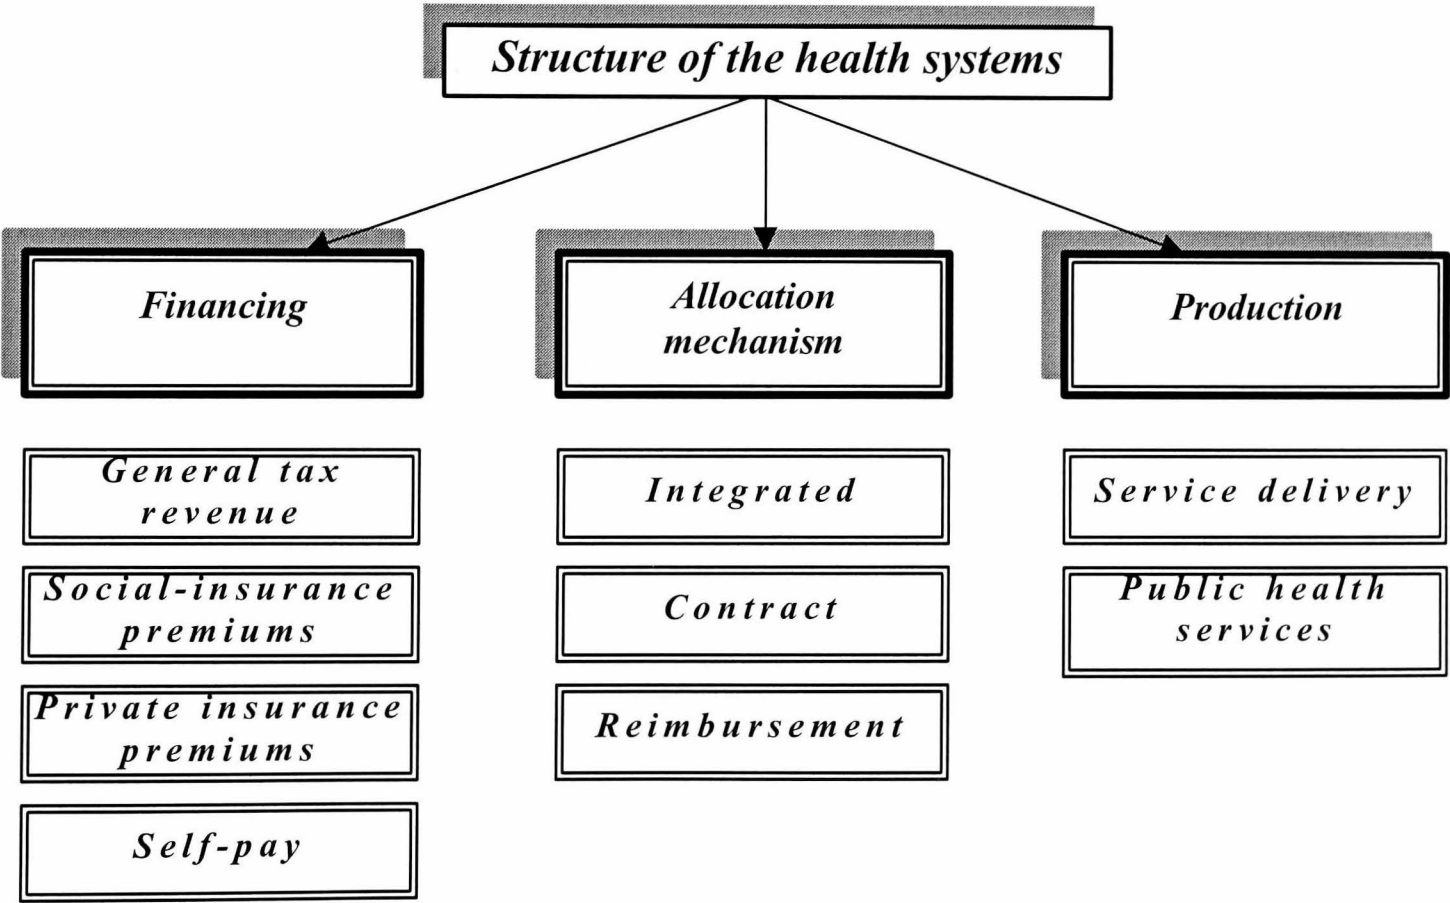 Structure of the health systems
Financing
Allocation
mechanism
Production
General tax
revenue
Social-insurance
premiums
Private insurance
premiums
Self-pay
Integrated
Contract
Reimbursement
Service delivery
Public health
services